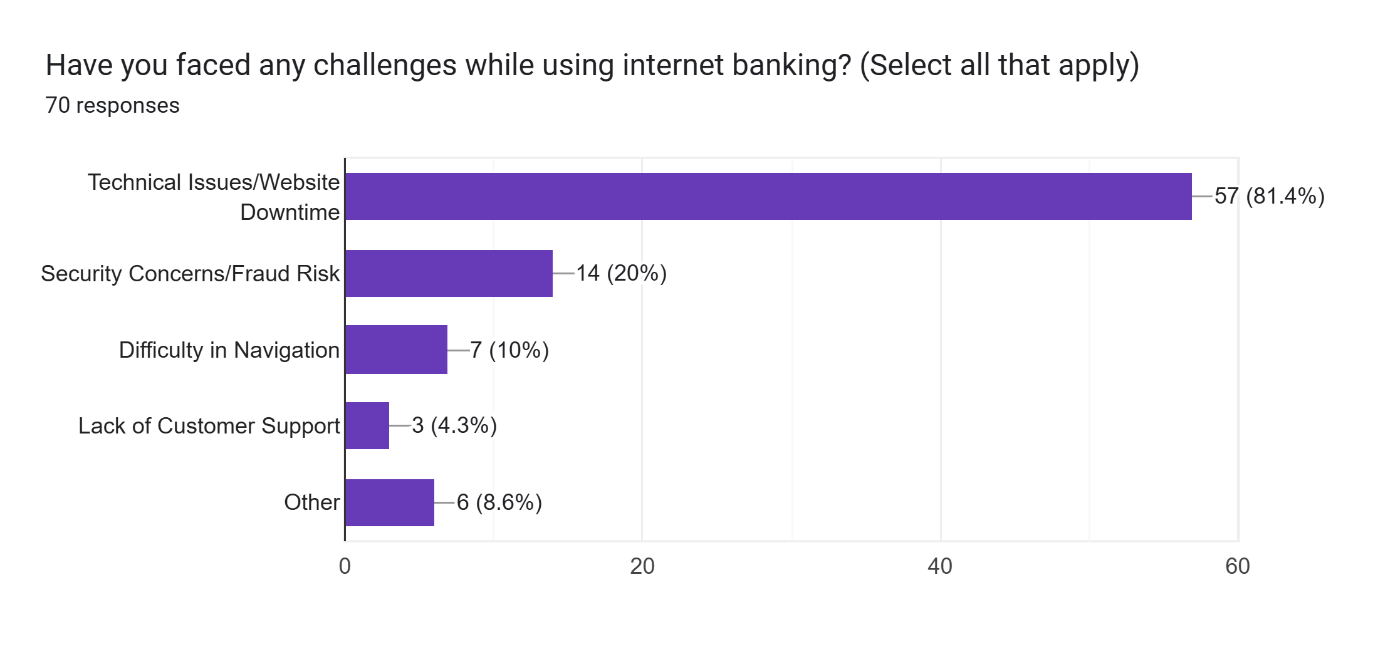 Have you faced any challenges while using internet banking? (Select all that apply)
70 responses
Technical Issues/Website
Downtime
57 (81.4%)
Security Concerns/Fraud Risk
14 (20%)
Difficulty in Navigation
7 (10%)
Lack of Customer Support
3 (4.3%)
Other
6 (8.6%)
0
20
40
60